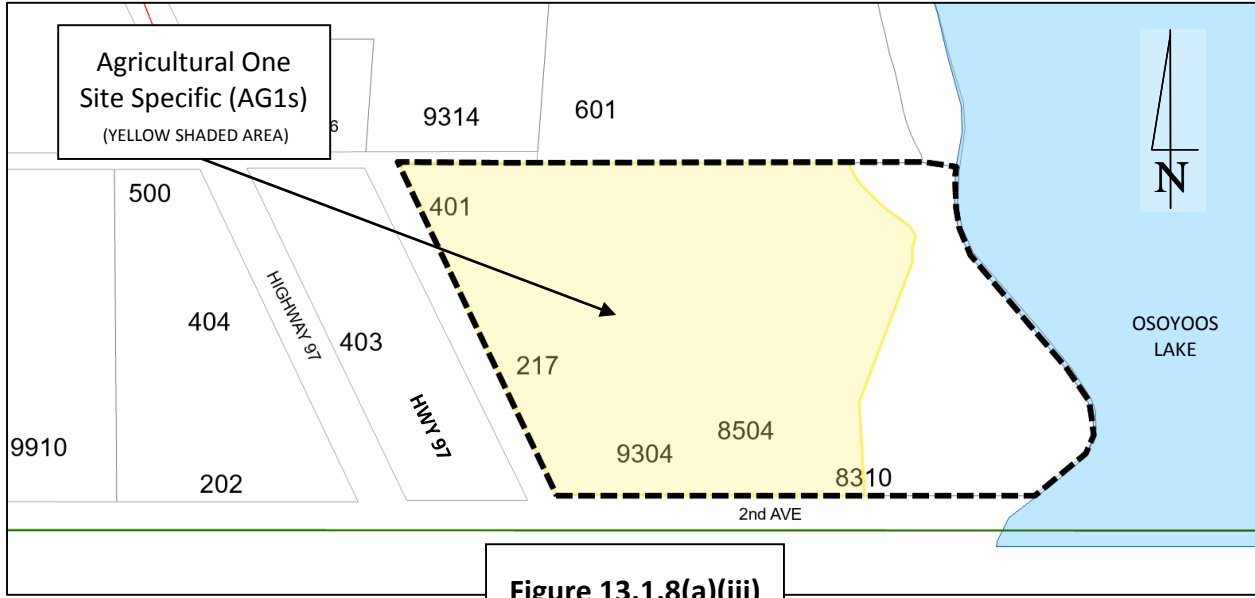 Agricultural One
Site Specific (AG1s)
(YELLOW SHADED AREA)
6
9314
601
N
500
401
HIGHWAY 97
404
403
OSOYOOS
LAKE
217
HWY 97
8504
9910
9304
8310
202
2nd AVE
Figure 13.1.8(a)(iii)